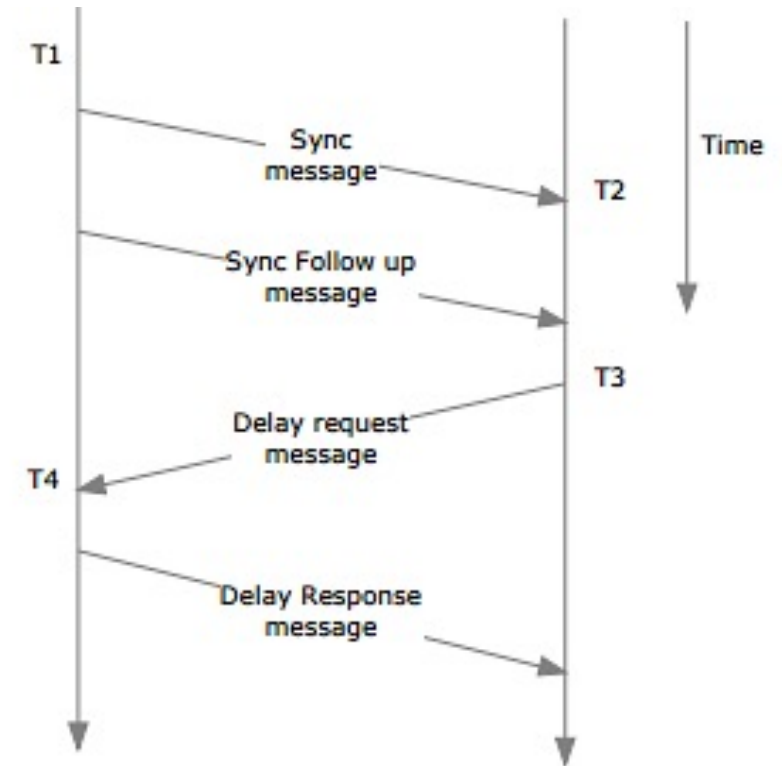 T1
Sync
message
Time
T2
Sync Follow up
message
T3
Delay request
message
T4
Delay Response
message